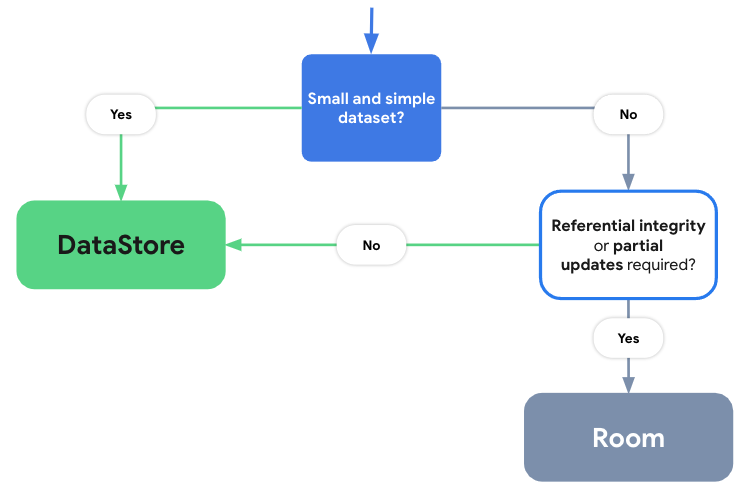 Small and simple
dataset?
Yes
No
DataStore
No
Referential integrity
or partial
updates required?
Yes
Room